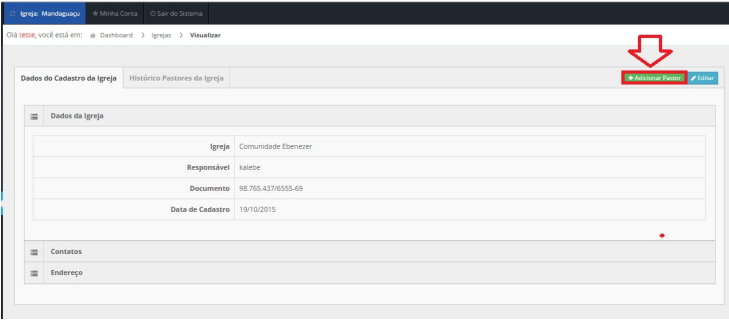 Igreja: Mandaguaçu Minha Conta Sair do Sistema
Olá teste, você está em: Dashboard > Igrejas > Visualizar
Dados do Cadastro da Igreja Histórico Pastores da Igreja + Adicionar Pastor Editar
Dados da Igreja
Igreja Comunidade Ebenezer
Responsável kalebe
Documento 98.765.437/6555-69
Data de Cadastro 19/10/2015
Contatos
Endereço